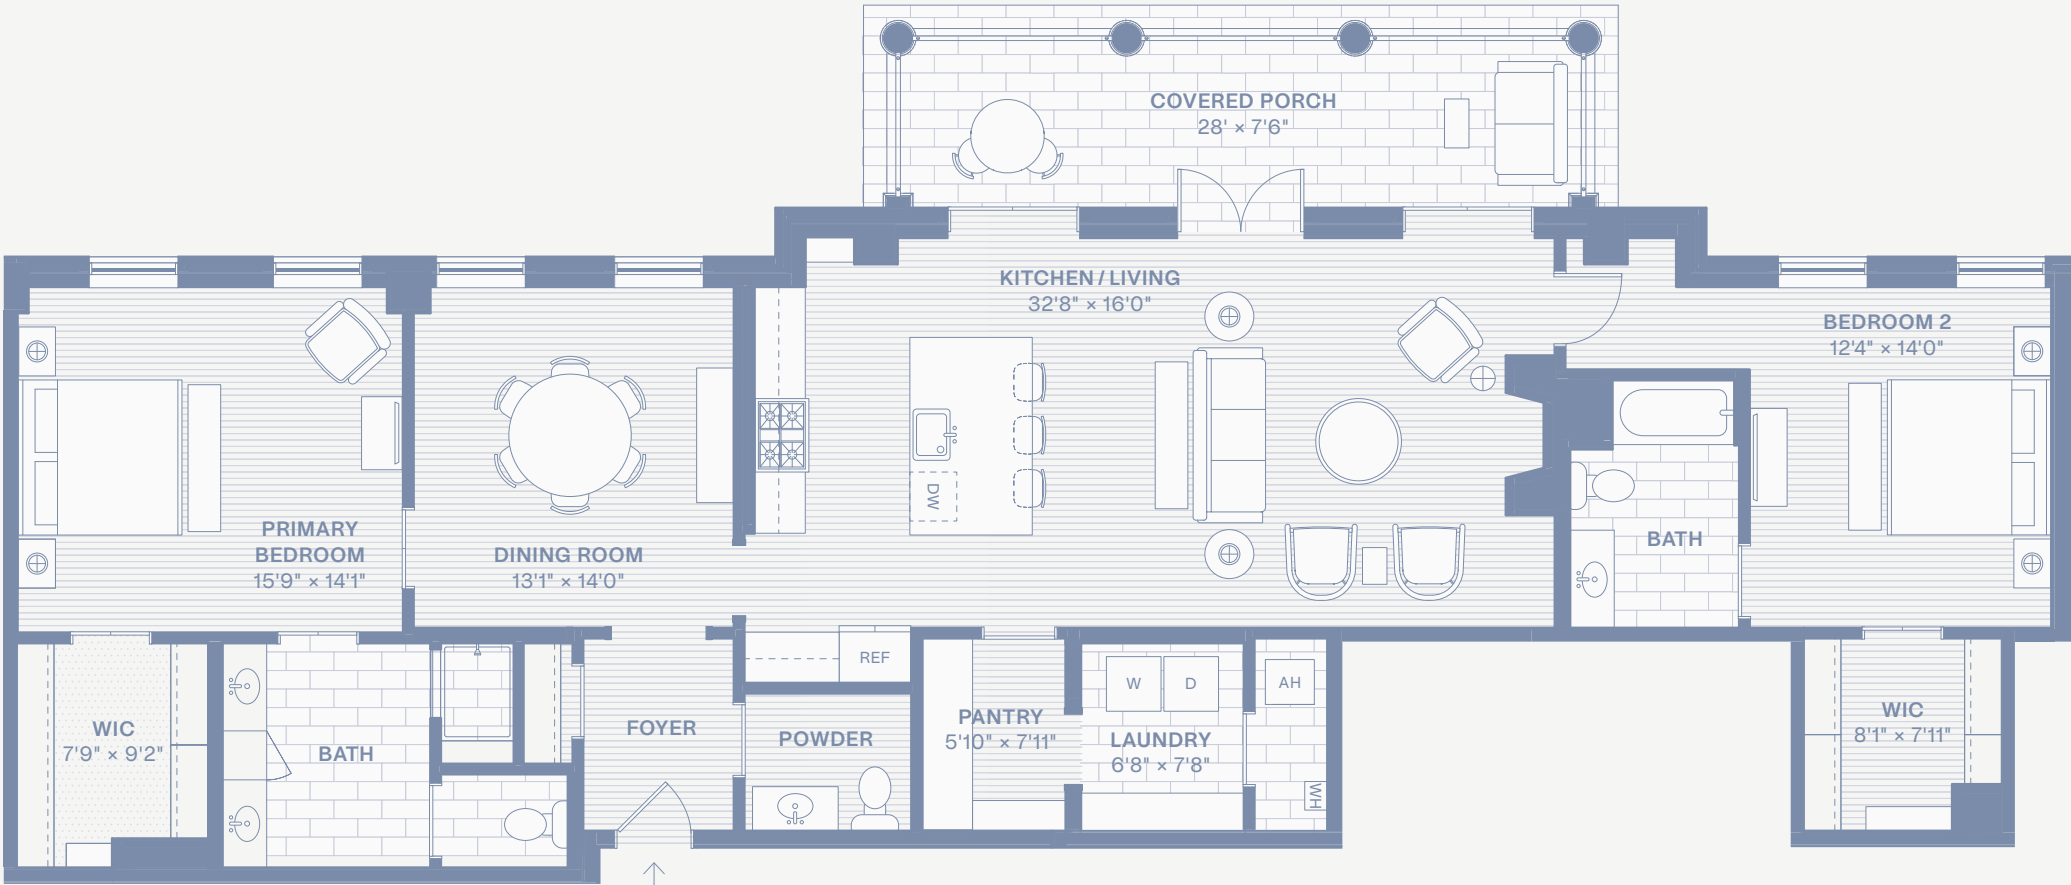 COVERED PORCH
28' × 7'6"
KITCHEN / LIVING
32'8" × 16'0"
BEDROOM 2
12'4" × 14'0"
DW
PRIMARY
BEDROOM
15'9" × 14'1"
DINING ROOM
13'1" × 14'0"
BATH
REF
W
D
AH
WIC
7'9" × 9'2"
BATH
FOYER
POWDER
PANTRY
5'10" × 7'11"
LAUNDRY
6'8" × 7'8"
WH
WIC
8'1" × 7'11"